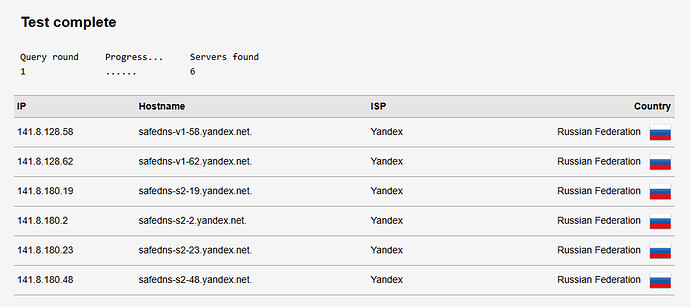 Test complete
Query round Progress... Servers found
1 ...... 6
IP Hostname ISP Country
141.8.128.58 safedns-v1-58.yandex.net. Yandex Russian Federation
141.8.128.62 safedns-v1-62.yandex.net. Yandex Russian Federation
141.8.180.19 safedns-s2-19.yandex.net. Yandex Russian Federation
141.8.180.2 safedns-s2-2.yandex.net. Yandex Russian Federation
141.8.180.23 safedns-s2-23.yandex.net. Yandex Russian Federation
141.8.180.48 safedns-s2-48.yandex.net. Yandex Russian Federation